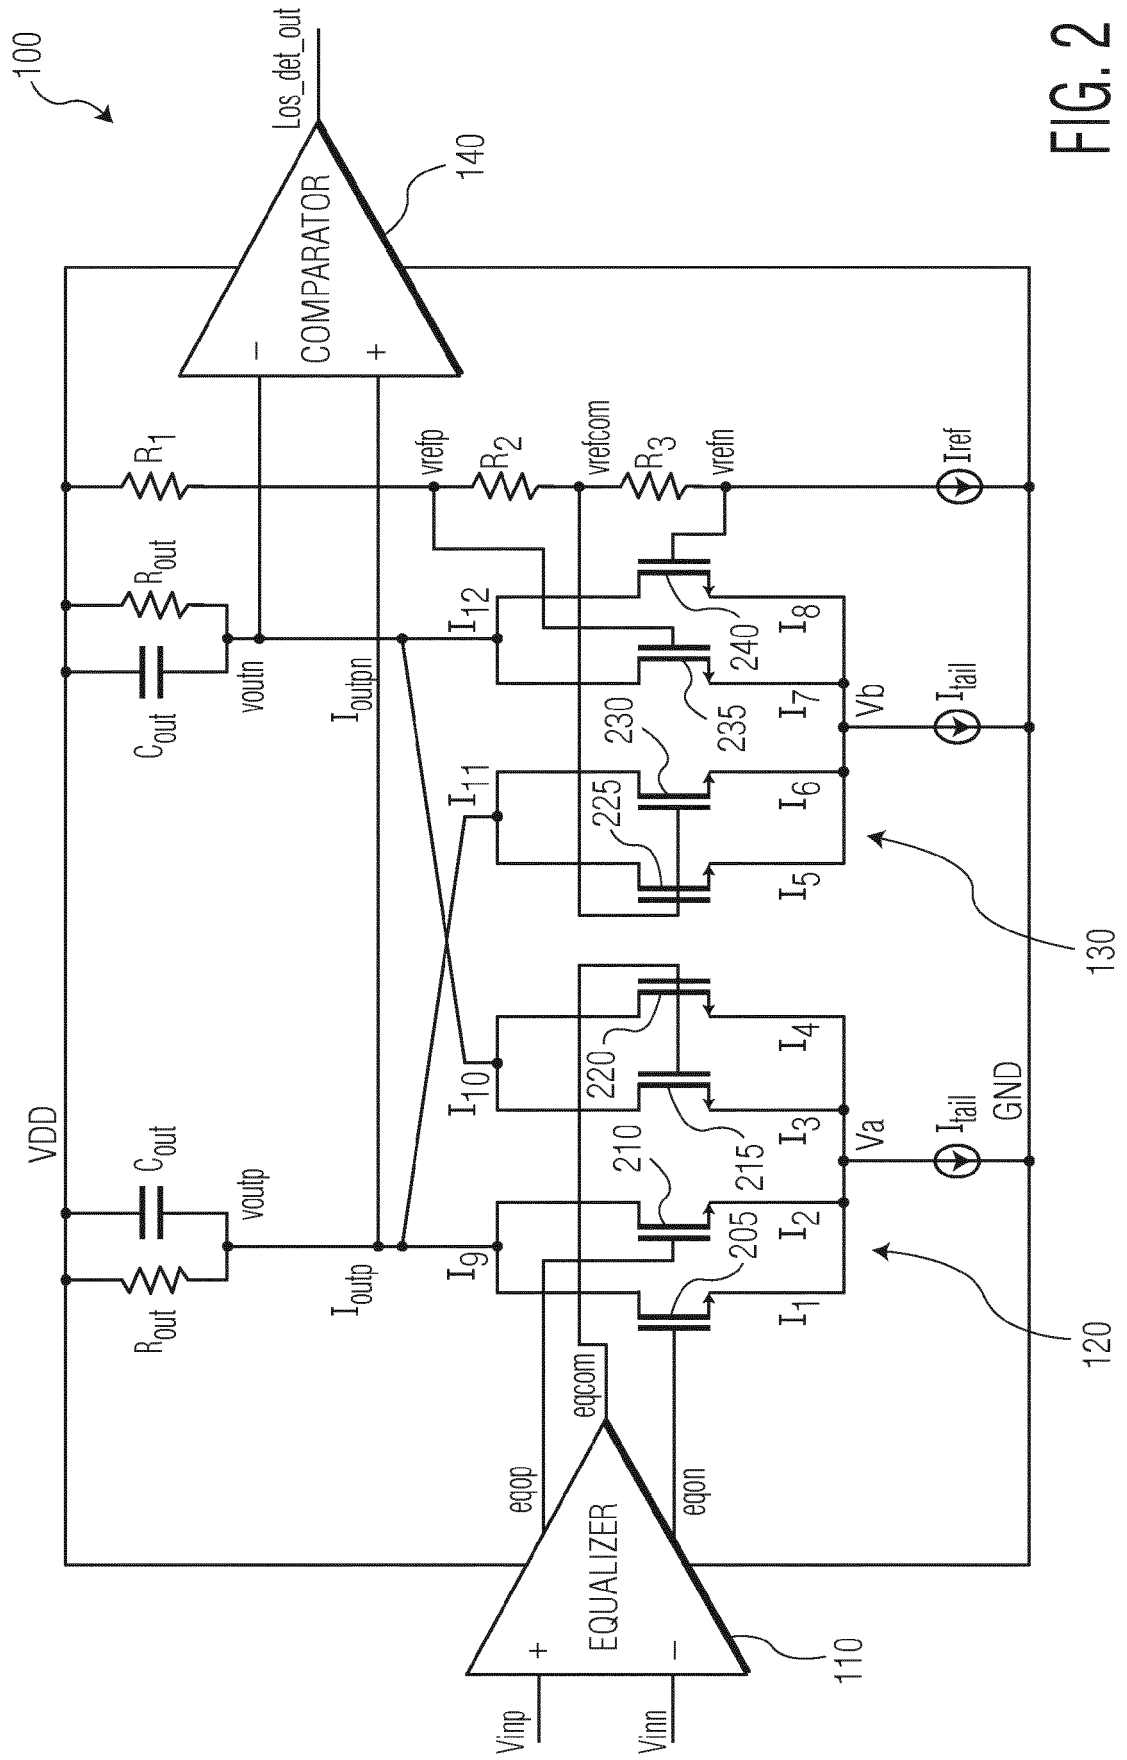 100
VDD
Los_det_out
COMPARATOR
−
+
140
Rout
Cout
Cout
Rout
R1
voutp
voutn
Ioutp
Ioutpn
vrefp
R2
vrefcom
R3
vrefn
I9
I10
I11
I12
eqop
eqcom
eqon
Vinp
Vinn
+
−
EQUALIZER
110
205
210
215
220
225
230
235
240
I1
I2
I3
I4
I5
I6
I7
I8
Va
Vb
Itail
Itail
Iref
GND
120
130
FIG. 2